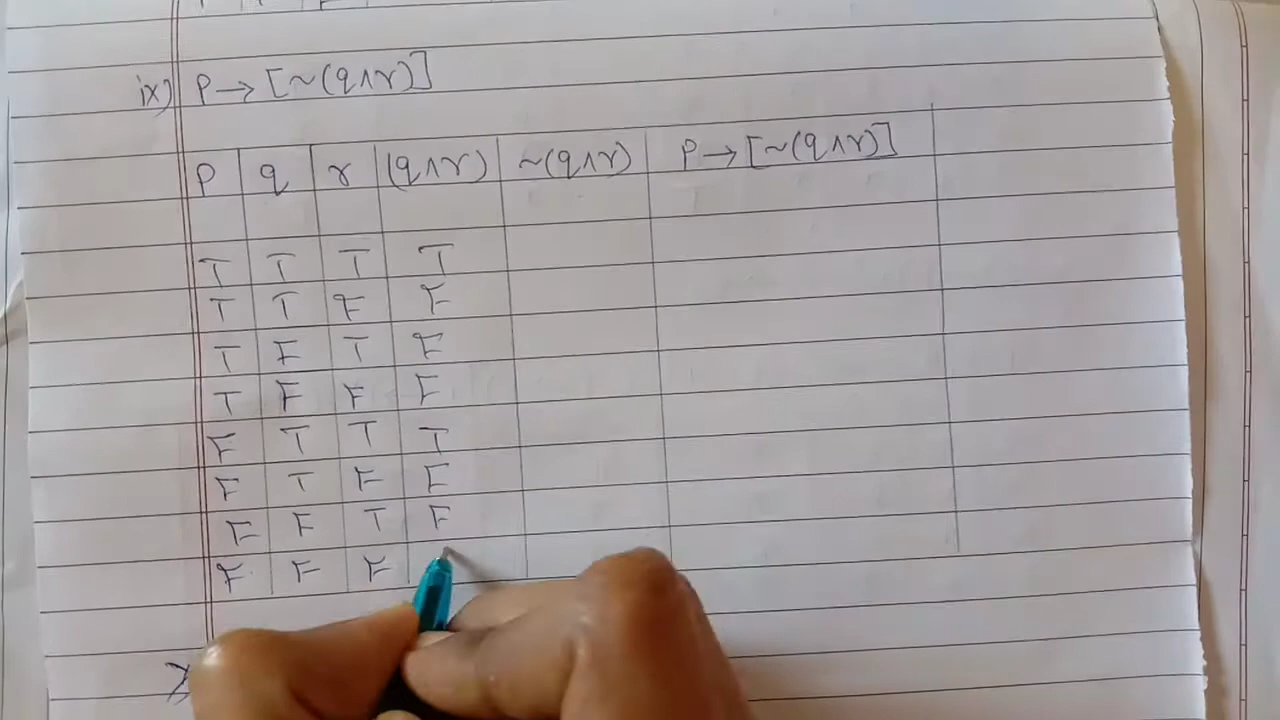 ix) P → [~(q∧r)]
P q r (q∧r) ~(q∧r) P → [~(q∧r)]
T T T T
T T F F
T F T F
T F F F
F T T T
F T F F
F F T F
F F F